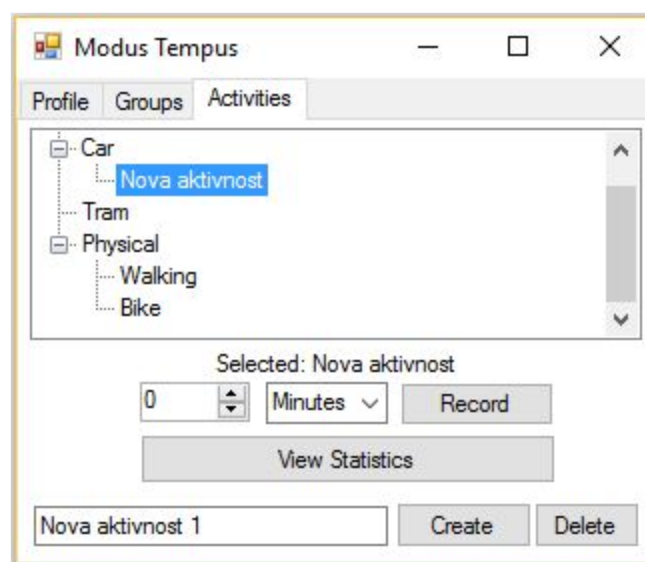 Modus Tempus
Profile Groups Activities
Car
Nova aktivnost
Tram
Physical
Walking
Bike
Selected: Nova aktivnost
0 Minutes Record
View Statistics
Nova aktivnost 1 Create Delete